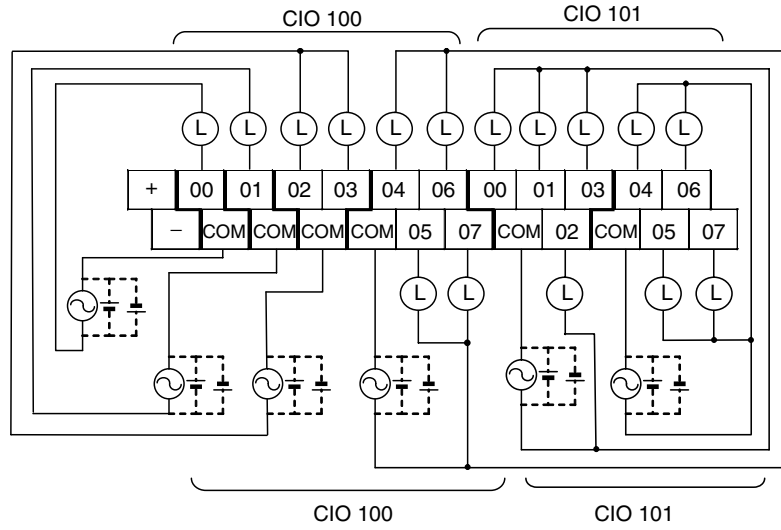 CIO 100 CIO 101
L L L L L L L L L L L
+ 00 01 02 03 04 06 00 01 03 04 06
− COM COM COM COM 05 07 COM 02 COM 05 07
L L L L L
CIO 100 CIO 101